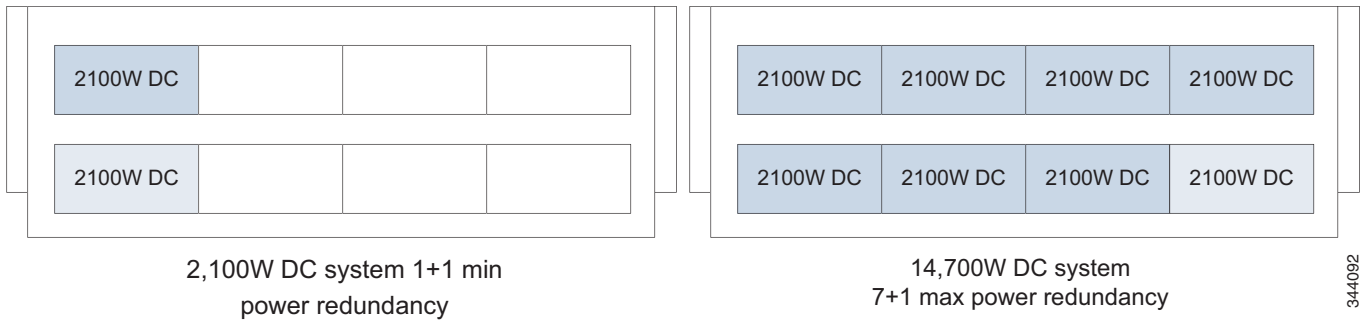 2100W DC
2100W DC
2,100W DC system 1+1 min
power redundancy
2100W DC 2100W DC 2100W DC 2100W DC
2100W DC 2100W DC 2100W DC 2100W DC
14,700W DC system
7+1 max power redundancy
344092